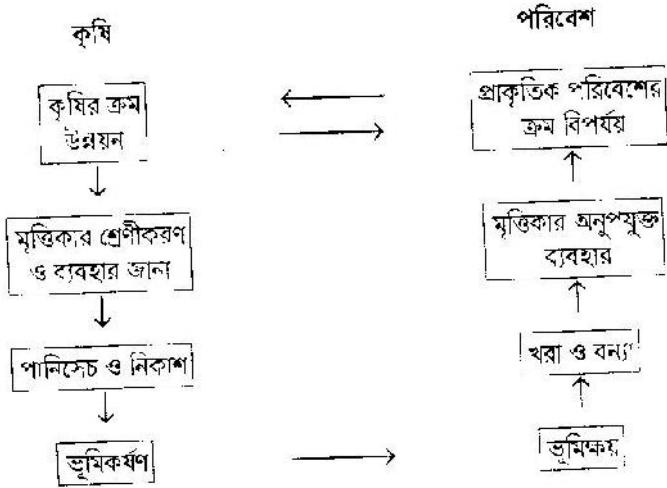 কৃষি
পরিবেশ
কৃষির ক্রম
উন্নয়ন
প্রাকৃতিক পরিবেশের
ক্রম বিপর্যয়
মৃত্তিকার শ্রেণীকরণ
ও ব্যবহার জানা
মৃত্তিকার অনুপযুক্ত
ব্যবহার
পানিসেচ ও নিকাশ
খরা ও বন্যা
ভূমিকর্ষণ
ভূমিক্ষয়